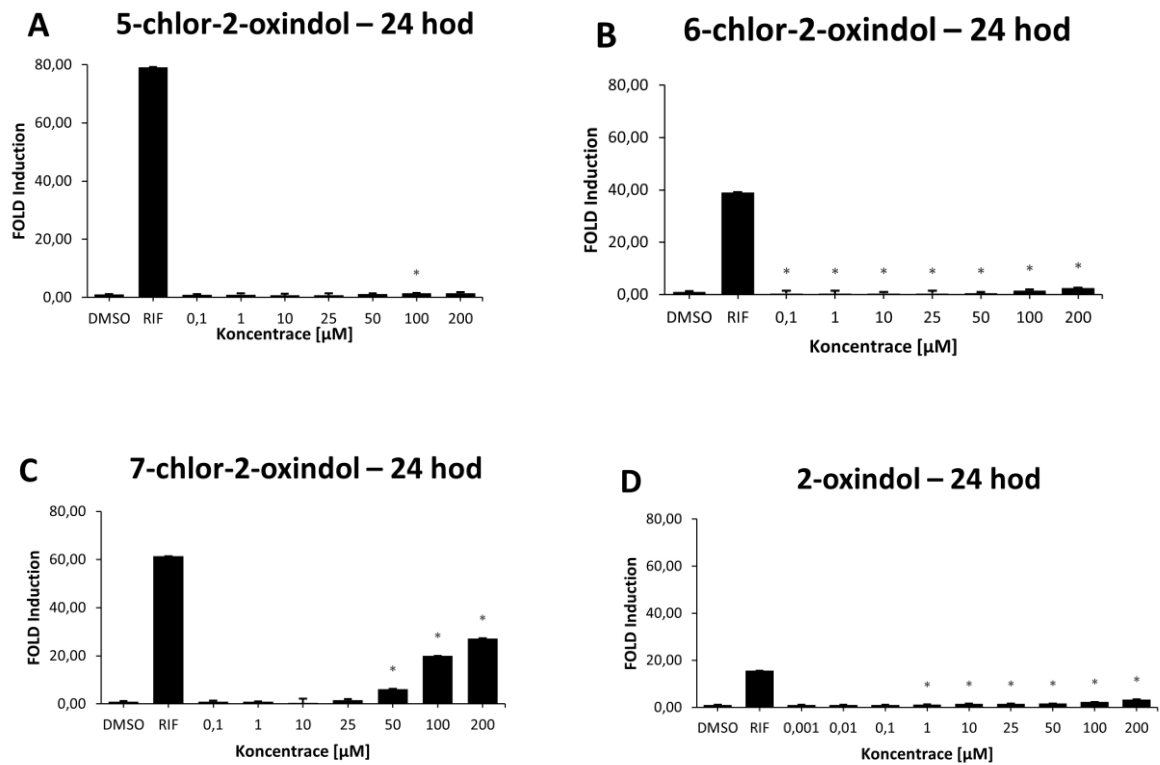 A
5-chlor-2-oxindol – 24 hod
80,00
60,00
40,00
20,00
0,00
FOLD Induction
*
DMSO RIF 0,1 1 10 25 50 100 200
Koncentrace [µM]
B
6-chlor-2-oxindol – 24 hod
80,00
60,00
40,00
20,00
0,00
FOLD Induction
* * * * * * *
DMSO RIF 0,1 1 10 25 50 100 200
Koncentrace [µM]
C
7-chlor-2-oxindol – 24 hod
80,00
60,00
40,00
20,00
0,00
FOLD Induction
* * *
DMSO RIF 0,1 1 10 25 50 100 200
Koncentrace [µM]
D
2-oxindol – 24 hod
80,00
60,00
40,00
20,00
0,00
FOLD Induction
* * * * * *
DMSO RIF 0,001 0,01 0,1 1 10 25 50 100 200
Koncentrace [µM]